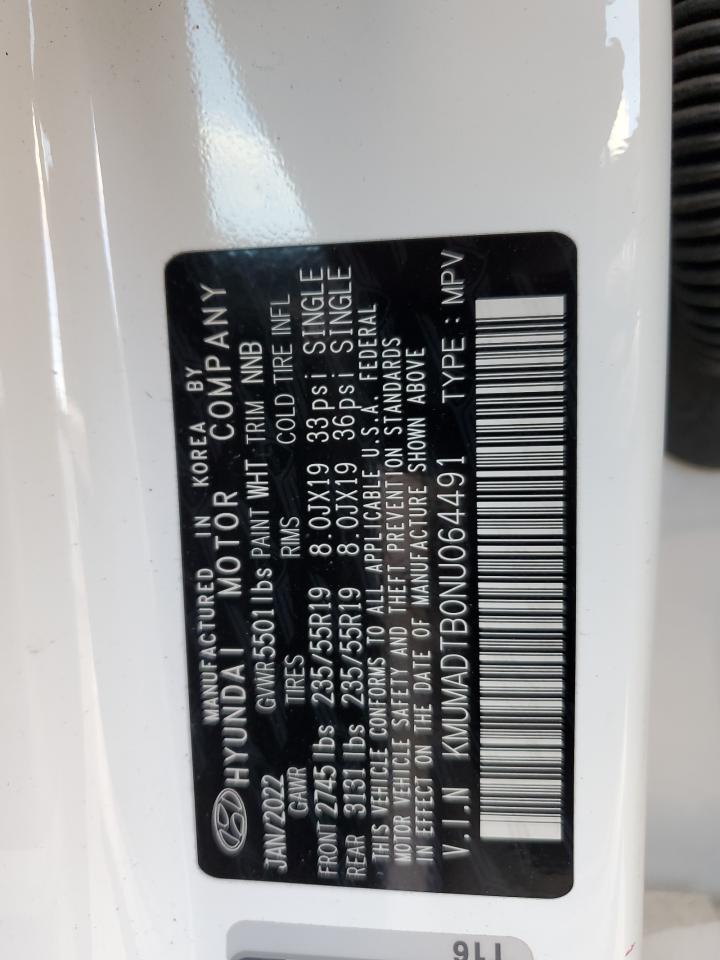 MANUFACTURED IN KOREA BY
HYUNDAI MOTOR COMPANY
JAN/2022 GVWR 5501lbs PAINT WHT TRIM NNB
GAWR TIRES RIMS COLD TIRE INFL
FRONT 2745 lbs 235/55R19 8.0JX19 33psi SINGLE
REAR 3131 lbs 235/55R19 8.0JX19 36psi SINGLE
THIS VEHICLE CONFORMS TO ALL APPLICABLE U.S.A. FEDERAL
MOTOR VEHICLE SAFETY AND THEFT PREVENTION STANDARDS
IN EFFECT ON THE DATE OF MANUFACTURE SHOWN ABOVE
V.I.N KMUMADTB0NU064491 TYPE : MPV
T16